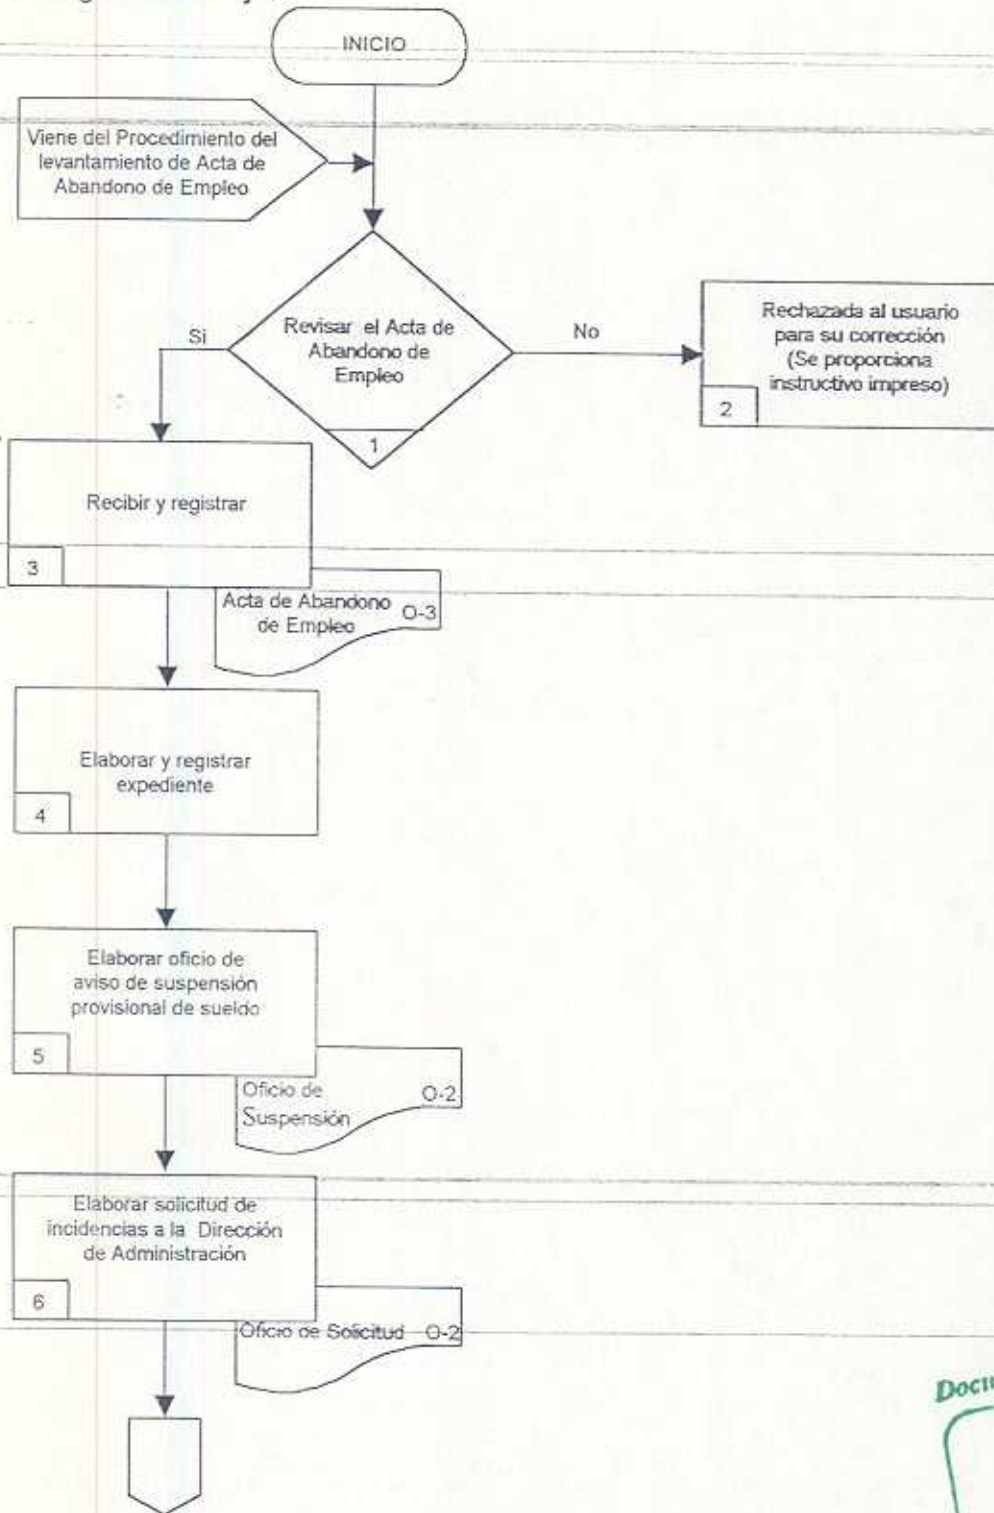 INICIO
Viene del Procedimiento del
levantamiento de Acta de
Abandono de Empleo
Revisar el Acta de
Abandono de
Empleo
1
Si
No
Rechazada al usuario
para su corrección
(Se proporciona
instructivo impreso)
2
Recibir y registrar
3
Acta de Abandono
de Empleo O-3
Elaborar y registrar
expediente
4
Elaborar oficio de
aviso de suspensión
provisional de sueldo
5
Oficio de O-2
Suspensión
Elaborar solicitud de
incidencias a la Dirección
de Administración
6
Oficio de Solicitud O-2